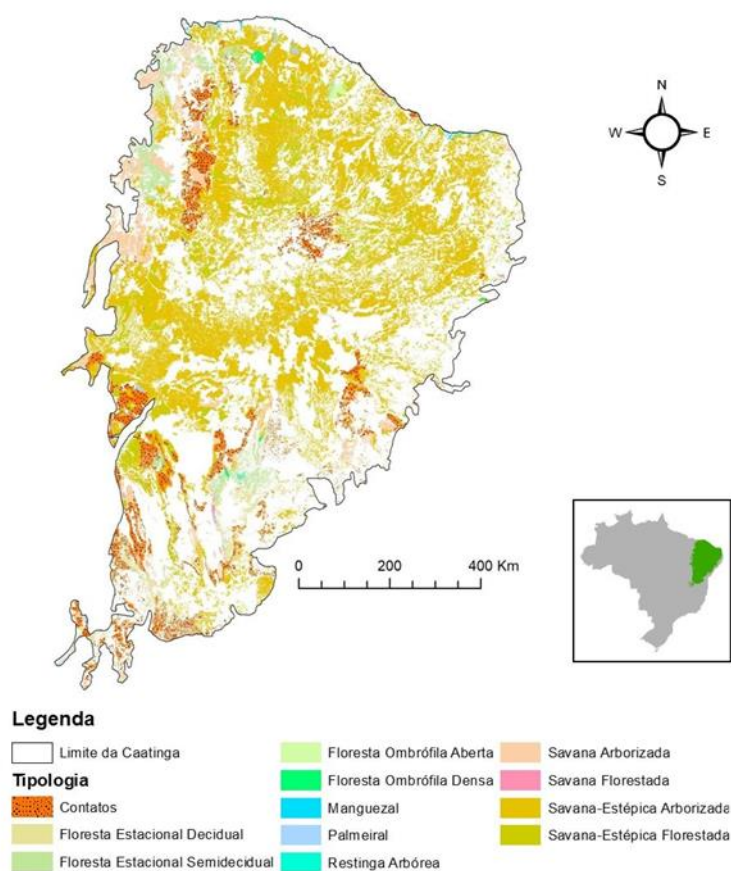 N
W
E
S
0
200
400 Km
Legenda
Limite da Caatinga
Tipologia
Contatos
Floresta Estacional Decidual
Floresta Estacional Semidecidual
Floresta Ombrófila Aberta
Floresta Ombrófila Densa
Manguezal
Palmeiral
Restinga Arbórea
Savana Arborizada
Savana Florestada
Savana-Estépica Arborizada
Savana-Estépica Florestada